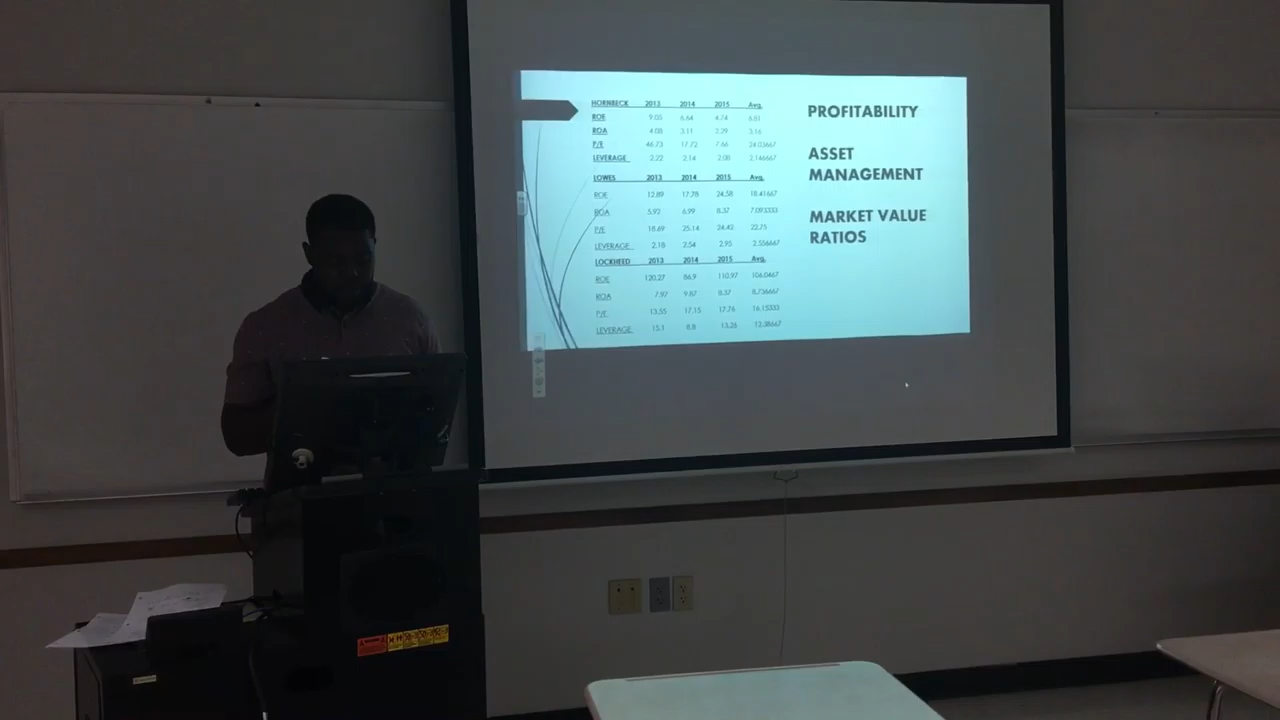 HORNBECK 2013 2014 2015 Avg.
ROE 9.05 6.64 4.74 6.81
ROA 4.08 3.11 2.29 3.16
P/E 46.73 17.72 7.66 24.03667
LEVERAGE 2.22 2.14 2.08 2.146667
LOWES 2013 2014 2015 Avg.
ROE 12.89 17.78 24.58 18.41667
ROA 5.92 6.99 8.37 7.093333
P/E 18.69 25.14 24.42 22.75
LEVERAGE 2.18 2.54 2.95 2.556667
LOCKHEED 2013 2014 2015 Avg.
ROE 120.27 86.9 110.97 106.0467
ROA 7.97 9.87 8.37 8.736667
P/E 13.55 17.15 17.76 16.15333
LEVERAGE 15.1 8.8 13.26 12.38667
PROFITABILITY
ASSET
MANAGEMENT
MARKET VALUE
RATIOS